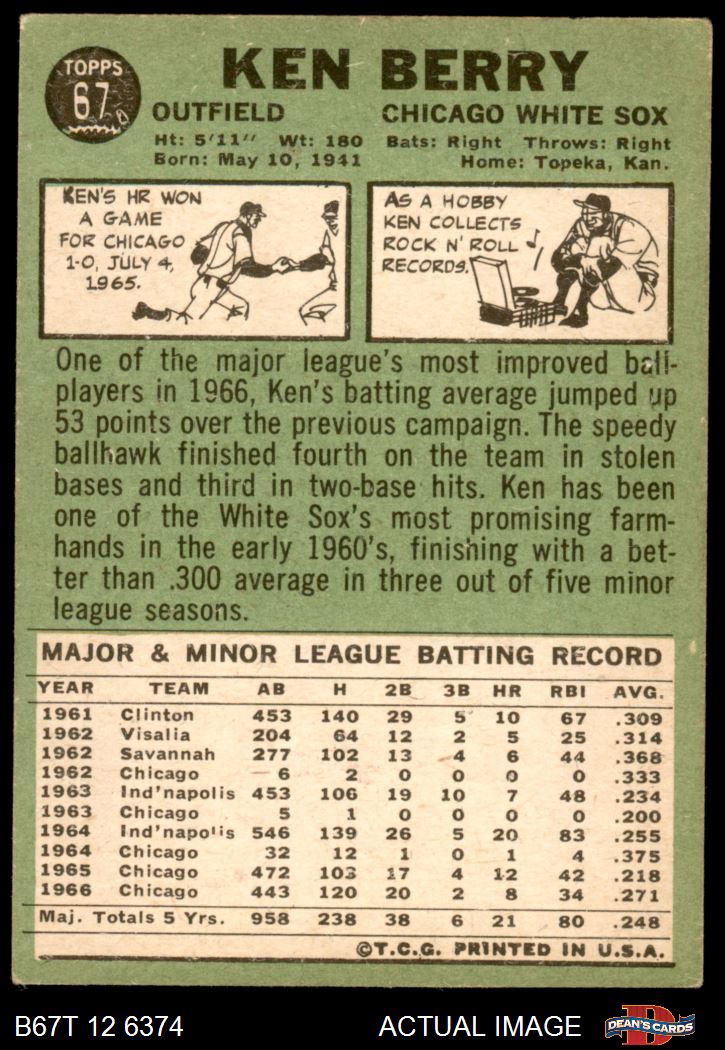 TOPPS
67
KEN BERRY
OUTFIELD CHICAGO WHITE SOX
Ht: 5'11" Wt: 180 Bats: Right Throws: Right
Born: May 10, 1941 Home: Topeka, Kan.
KEN'S HR WON
A GAME
FOR CHICAGO
1-0, JULY 4,
1965.
AS A HOBBY
KEN COLLECTS
ROCK N' ROLL
RECORDS.
One of the major league's most improved ball-
players in 1966, Ken's batting average jumped up
53 points over the previous campaign. The speedy
ballhawk finished fourth on the team in stolen
bases and third in two-base hits. Ken has been
one of the White Sox's most promising farm-
hands in the early 1960's, finishing with a bet-
ter than .300 average in three out of five minor
league seasons.
MAJOR & MINOR LEAGUE BATTING RECORD
YEAR TEAM AB H 2B 3B HR RBI AVG.
1961 Clinton 453 140 29 5 10 67 .309
1962 Visalia 204 64 12 2 5 25 .314
1962 Savannah 277 102 13 4 6 44 .368
1962 Chicago 6 2 0 0 0 0 .333
1963 Ind'napolis 453 106 19 10 7 48 .234
1963 Chicago 5 1 0 0 0 0 .200
1964 Ind'napolis 546 139 26 5 20 83 .255
1964 Chicago 32 12 1 0 1 4 .375
1965 Chicago 472 103 17 4 12 42 .218
1966 Chicago 443 120 20 2 8 34 .271
Maj. Totals 5 Yrs. 958 238 38 6 21 80 .248
©T.C.G. PRINTED IN U.S.A.
B67T 12 6374 ACTUAL IMAGE
DEAN'S CARDS